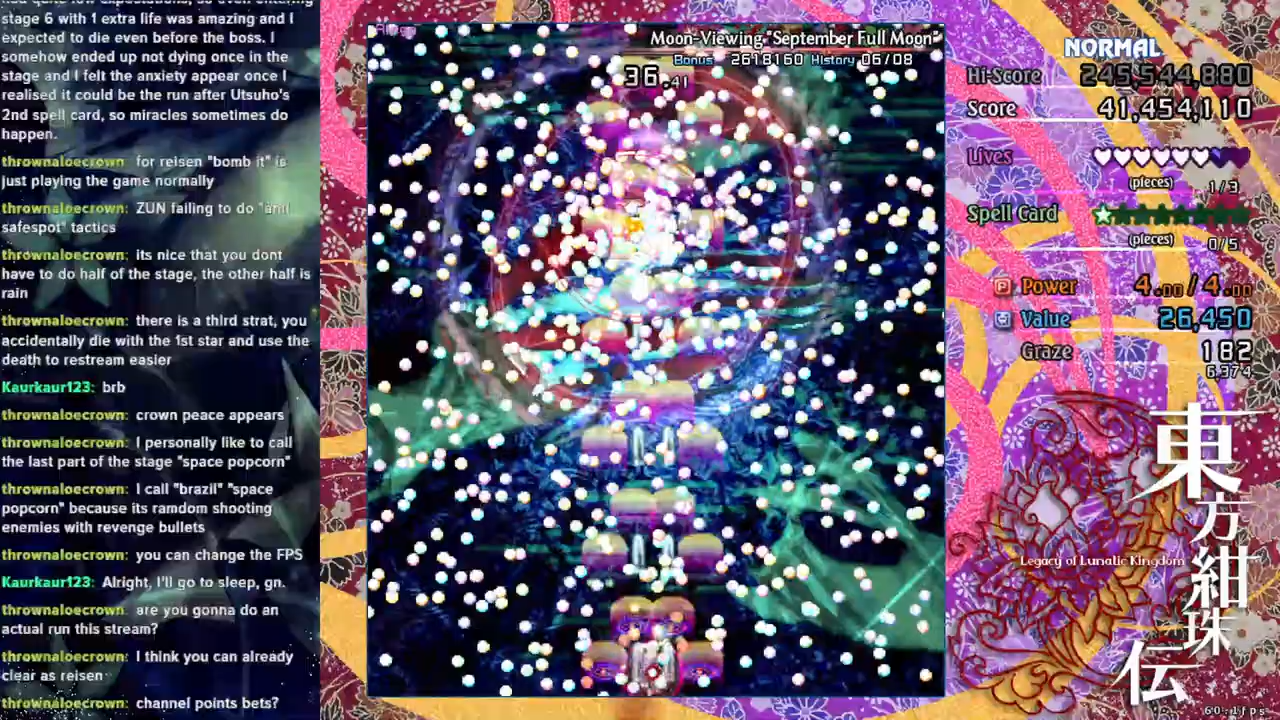 stage 6 with 1 extra life was amazing and I
expected to die even before the boss. I
somehow ended up not dying once in the
stage and I felt the anxiety appear once I
realised it could be the run after Utsuho's
2nd spell card, so miracles sometimes do
happen.
thrownaloecrown: for reisen "bomb it" is
just playing the game normally
thrownaloecrown: ZUN failing to do "anti
safespot" tactics
thrownaloecrown: its nice that you dont
have to do half of the stage, the other half is
rain
thrownaloecrown: there is a third strat, you
accidentally die with the 1st star and use the
death to restream easier
Kaurkaur123: brb
thrownaloecrown: crown peace appears
thrownaloecrown: I personally like to call
the last part of the stage "space popcorn"
thrownaloecrown: I call "brazil" "space
popcorn" because its ramdom shooting
enemies with revenge bullets
thrownaloecrown: you can change the FPS
Kaurkaur123: Alright, I'll go to sleep, gn.
thrownaloecrown: are you gonna do an
actual run this stream?
thrownaloecrown: I think you can already
clear as reisen
thrownaloecrown: channel points bets?
Moon-Viewing "September Full Moon"
Bonus 2618160 History 06/08
36.41
NORMAL
Hi-Score 245,544,880
Score 41,454,110
Lives
(pieces) 1/3
Spell Card
(pieces) 0/5
P Power 4.00/4.00
Value 26,450
Graze 182
6,374
東方紺珠伝
Legacy of Lunatic Kingdom
60.1fps